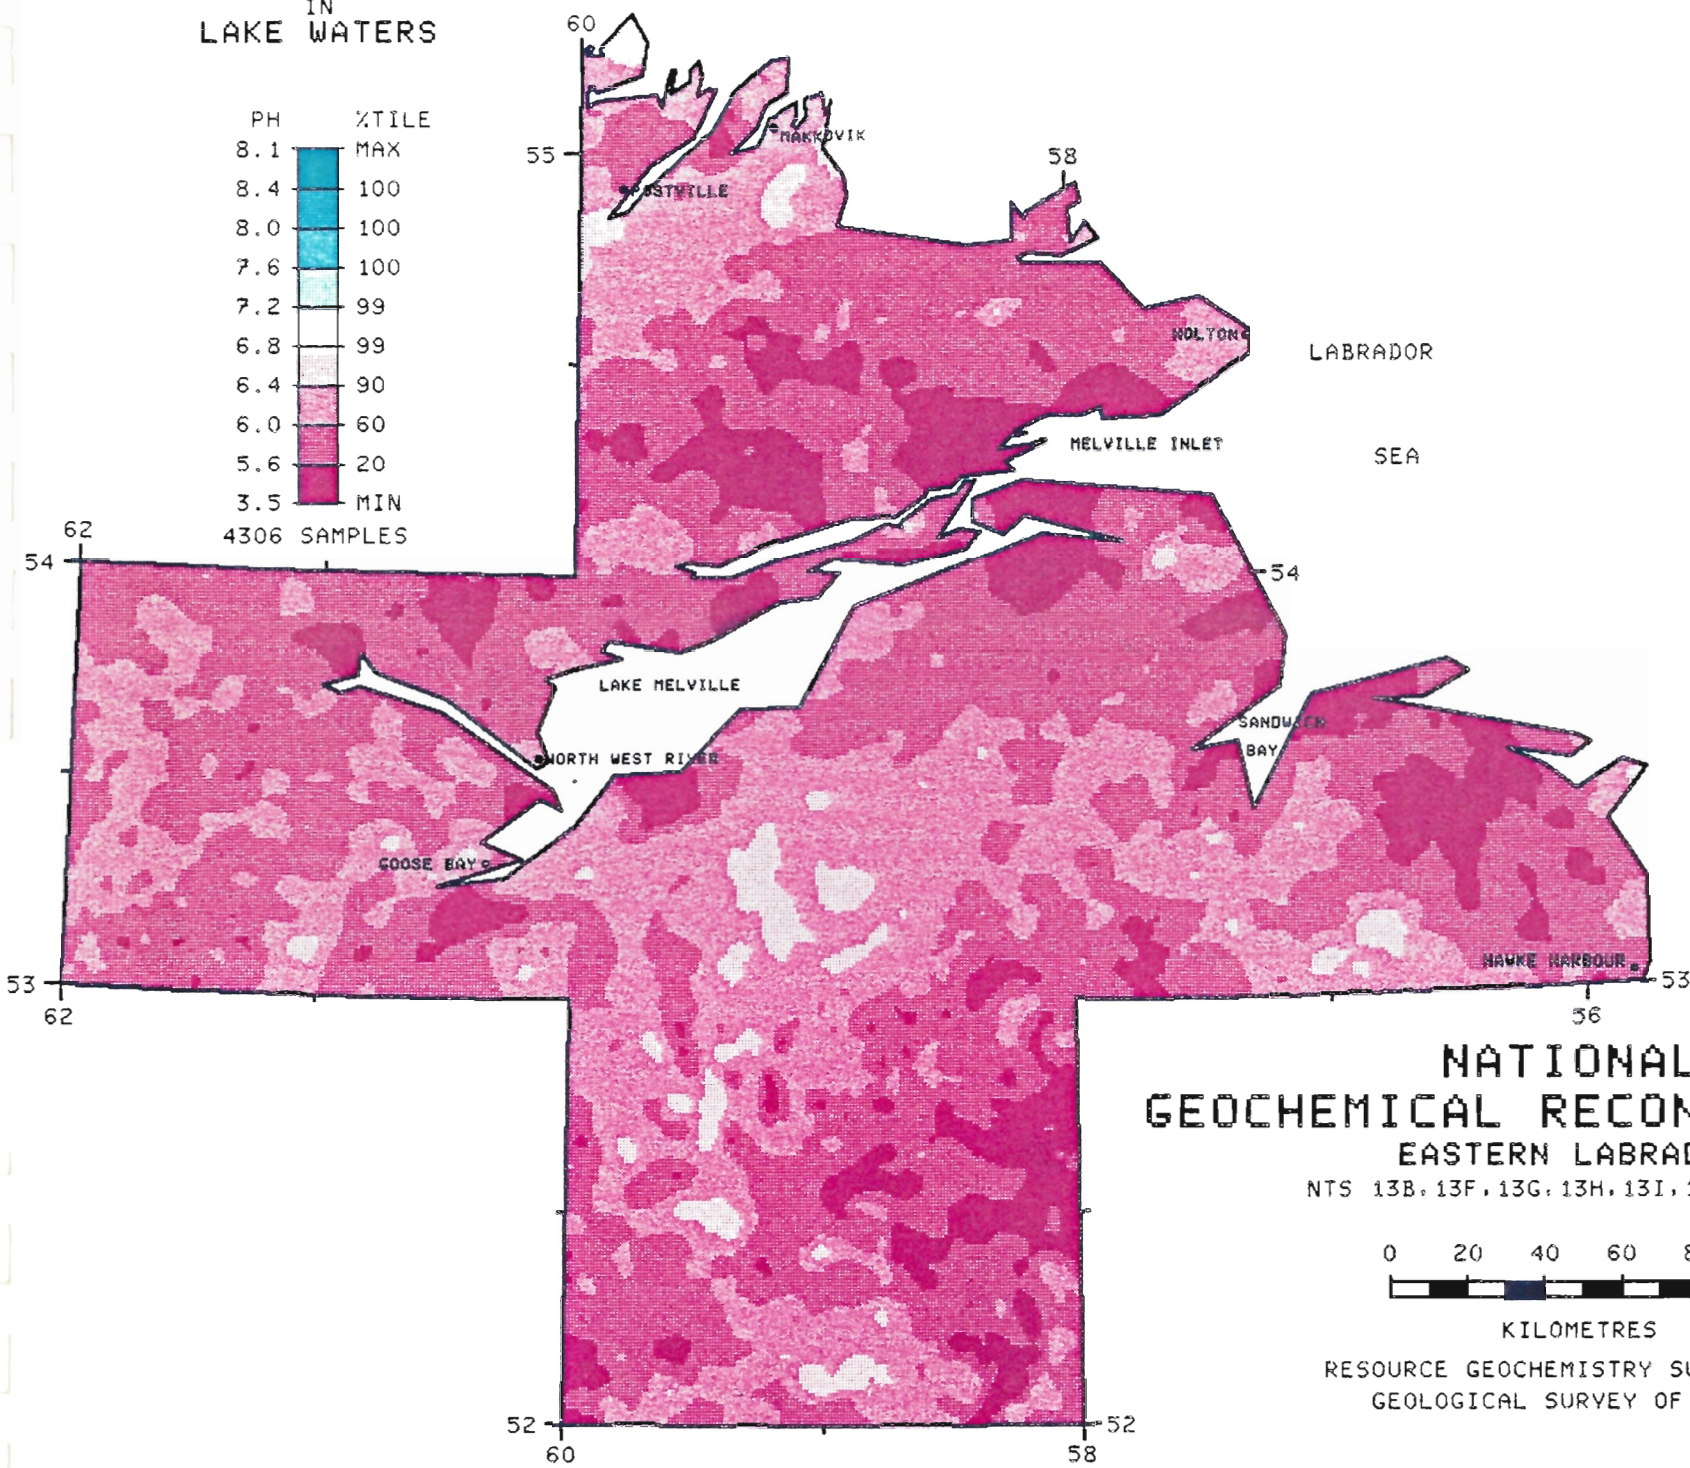 IN
LAKE WATERS
PH %TILE
8.1 MAX
8.4 100
8.0 100
7.6 100
7.2 99
6.8 99
6.4 90
6.0 60
5.6 20
3.5 MIN
4306 SAMPLES
60
55
58
MAKKOVIK
POSTVILLE
HOLTON
LABRADOR
SEA
MELVILLE INLET
62
54
54
LAKE MELVILLE
SANDWICH
BAY
NORTH WEST RIVER
GOOSE BAY
HAWKE HARBOUR
53
53
62
56
NATIONAL
GEOCHEMICAL RECON
EASTERN LABRAD
NTS 13B, 13F, 13G, 13H, 13I, 1
0 20 40 60 8
KILOMETRES
RESOURCE GEOCHEMISTRY SU
GEOLOGICAL SURVEY OF
52
52
60
58